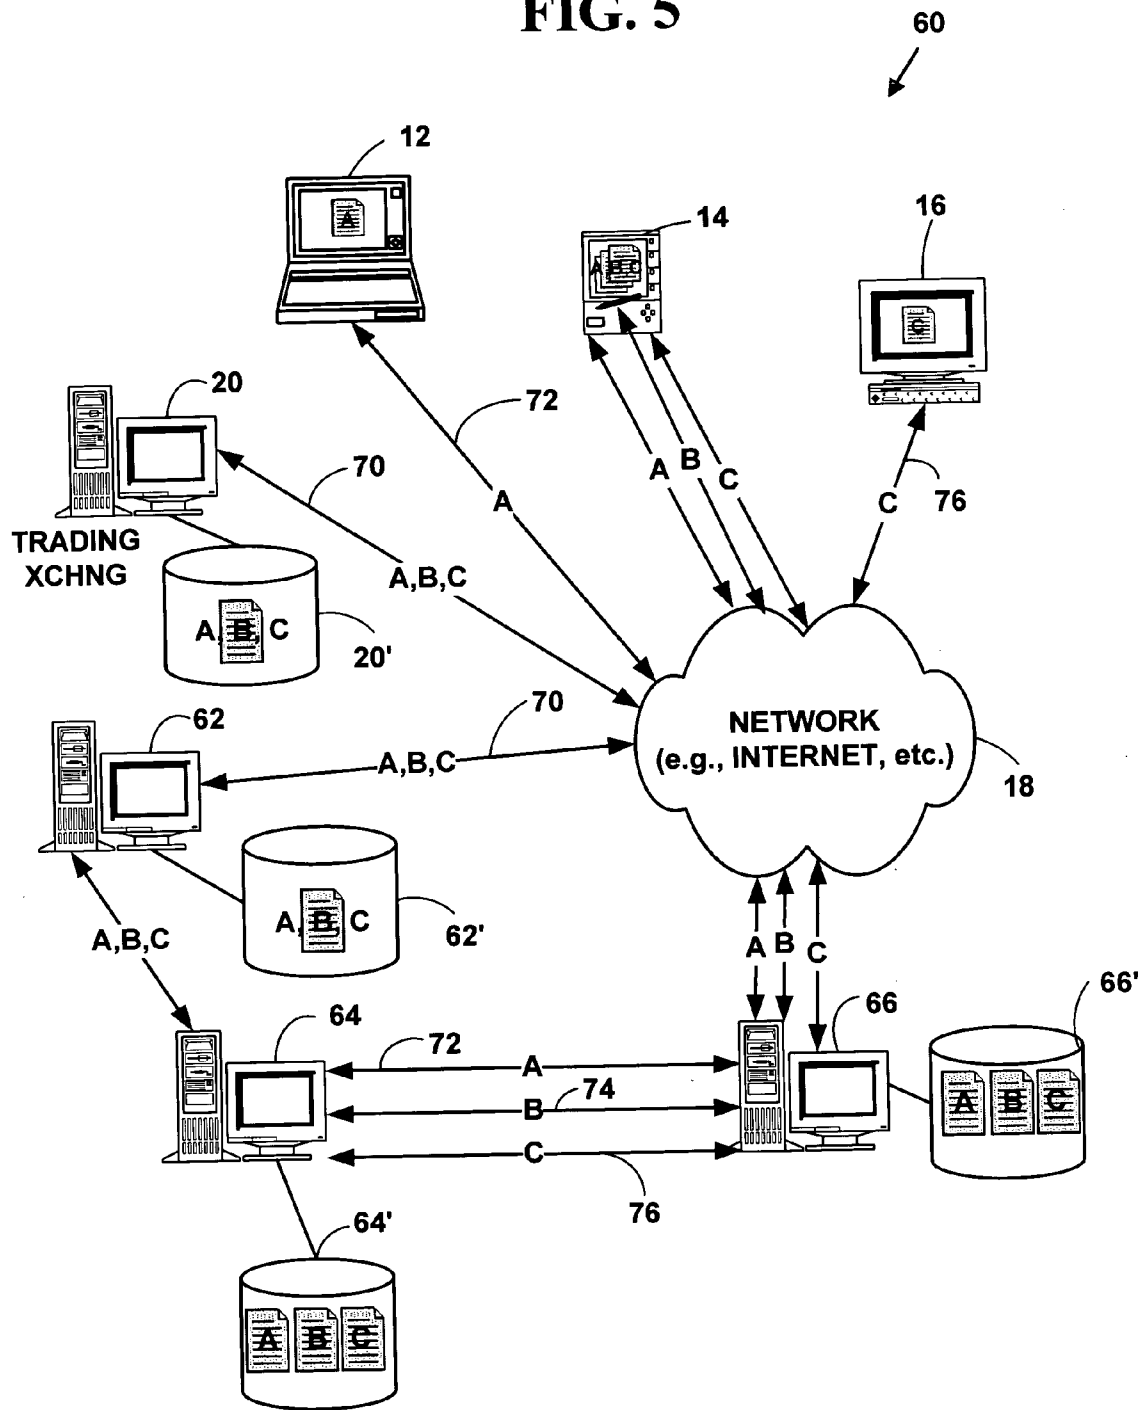 FIG. 5
60
12
A
14
A B C
16
C
20
72
70
A
A B C
C
76
TRADING
XCHNG
A,B,C
A, B, C
20'
62
70
A,B,C
NETWORK
(e.g., INTERNET, etc.)
18
A, B, C
62'
A,B,C
A B C
66
66'
64
72
A
B
74
C
76
A B C
64'
A B C